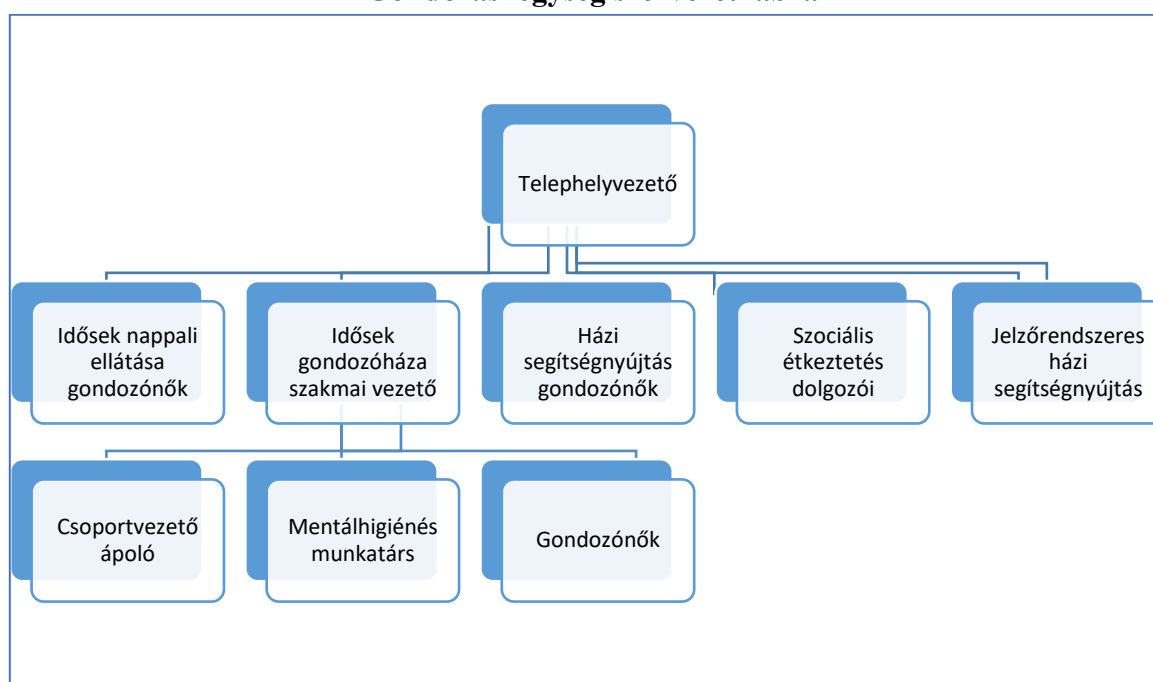 Telephelyvezető
Idősek nappali
ellátása
gondozónők
Idősek
gondozóháza
szakmai vezető
Házi
segítségnyújtás
gondozónők
Szociális
étkeztetés
dolgozói
Jelzőrendszeres
házi
segítségnyújtás
Csoportvezető
ápoló
Mentálhigiénés
munkatárs
Gondozónők